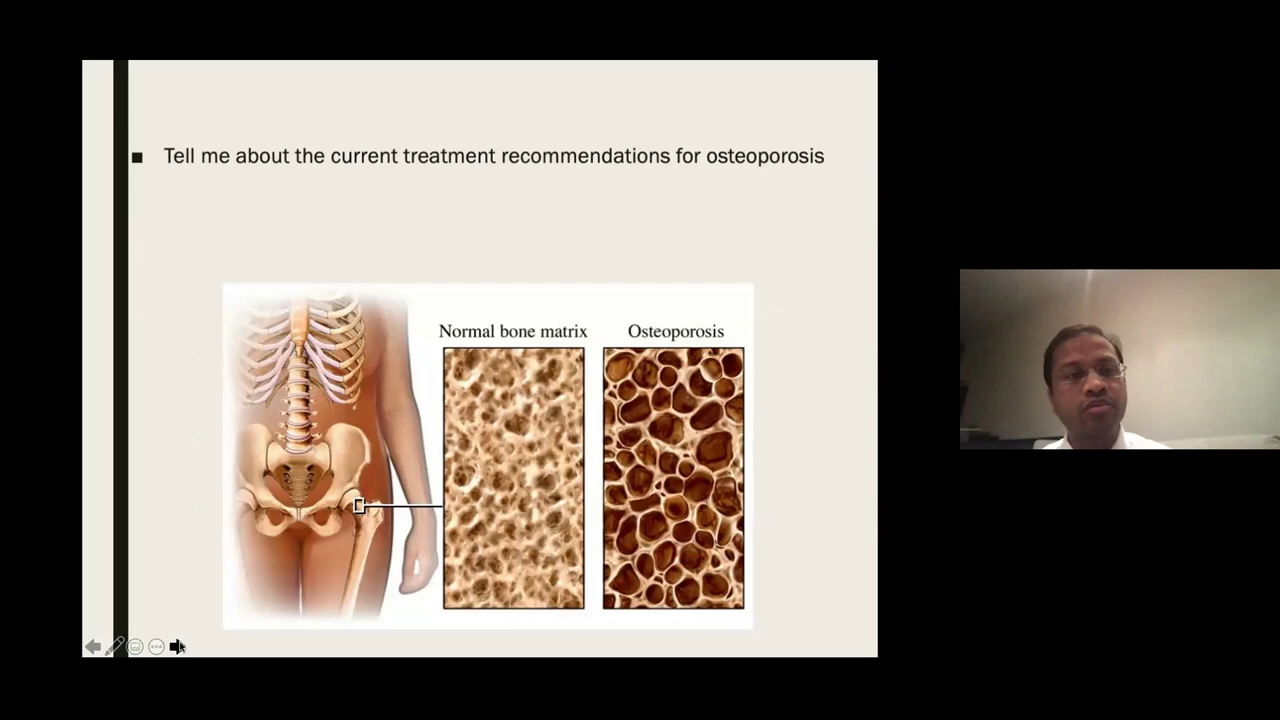 Tell me about the current treatment recommendations for osteoporosis
Normal bone matrix
Osteoporosis